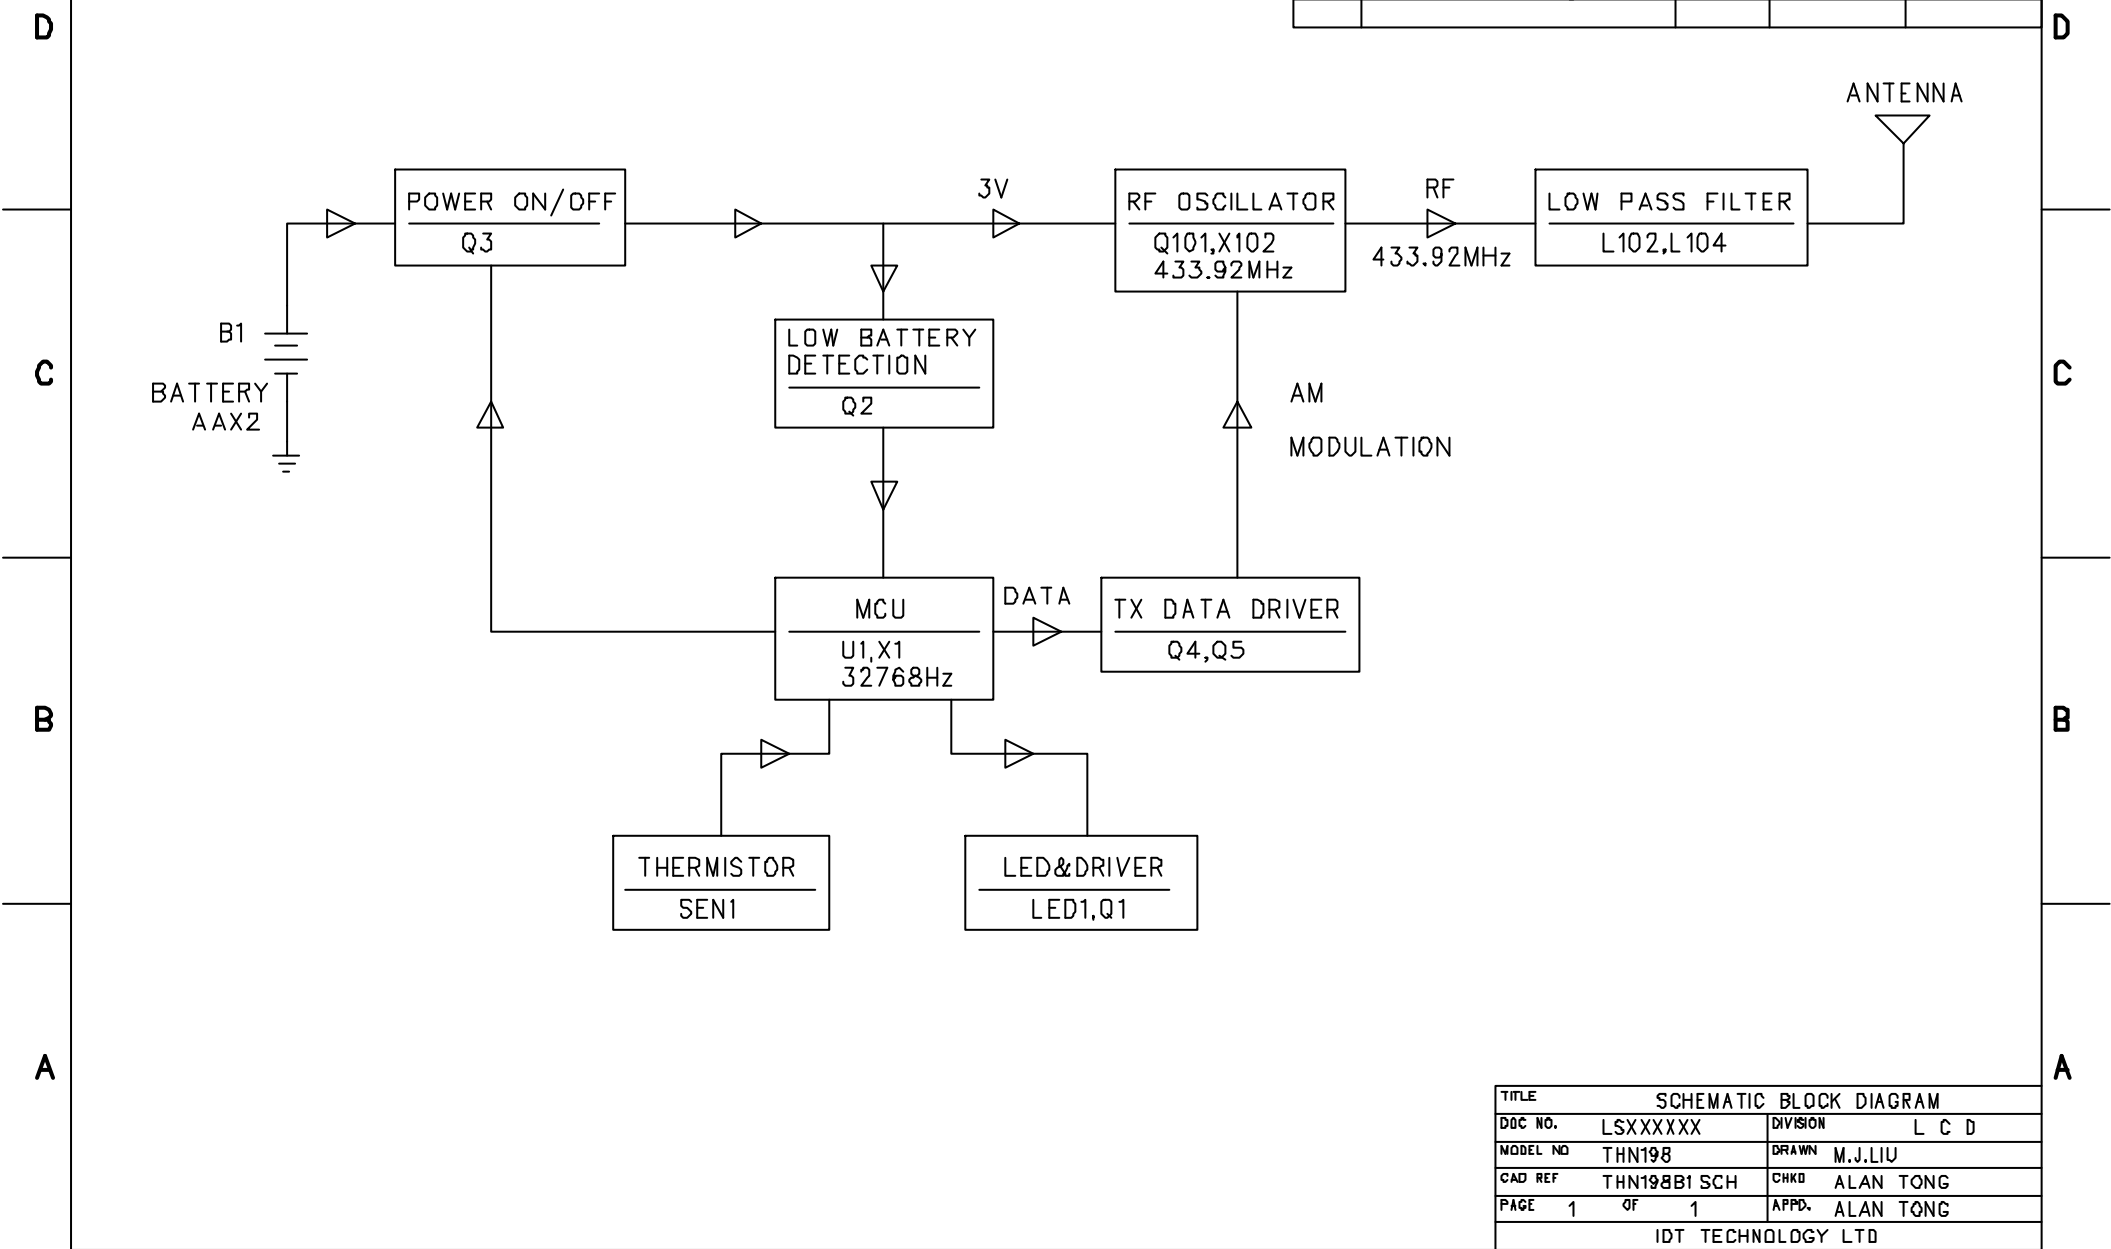 D
D
ANTENNA
POWER ON/OFF
Q3
3V
RF OSCILLATOR
Q101,X102
433.92MHz
RF
433.92MHz
LOW PASS FILTER
L102,L104
B1
BATTERY
AAX2
LOW BATTERY
DETECTION
Q2
C
C
AM
MODULATION
MCU
U1,X1
32768Hz
DATA
TX DATA DRIVER
Q4,Q5
B
B
THERMISTOR
SEN1
LED&DRIVER
LED1,Q1
A
A
TITLE SCHEMATIC BLOCK DIAGRAM
DOC NO. LSXXXXXX DIVISION L C D
MODEL NO THN198 DRAWN M.J.LIU
CAD REF THN198B1 SCH CHKD ALAN TONG
PAGE 1 OF 1 APPD. ALAN TONG
IDT TECHNOLOGY LTD